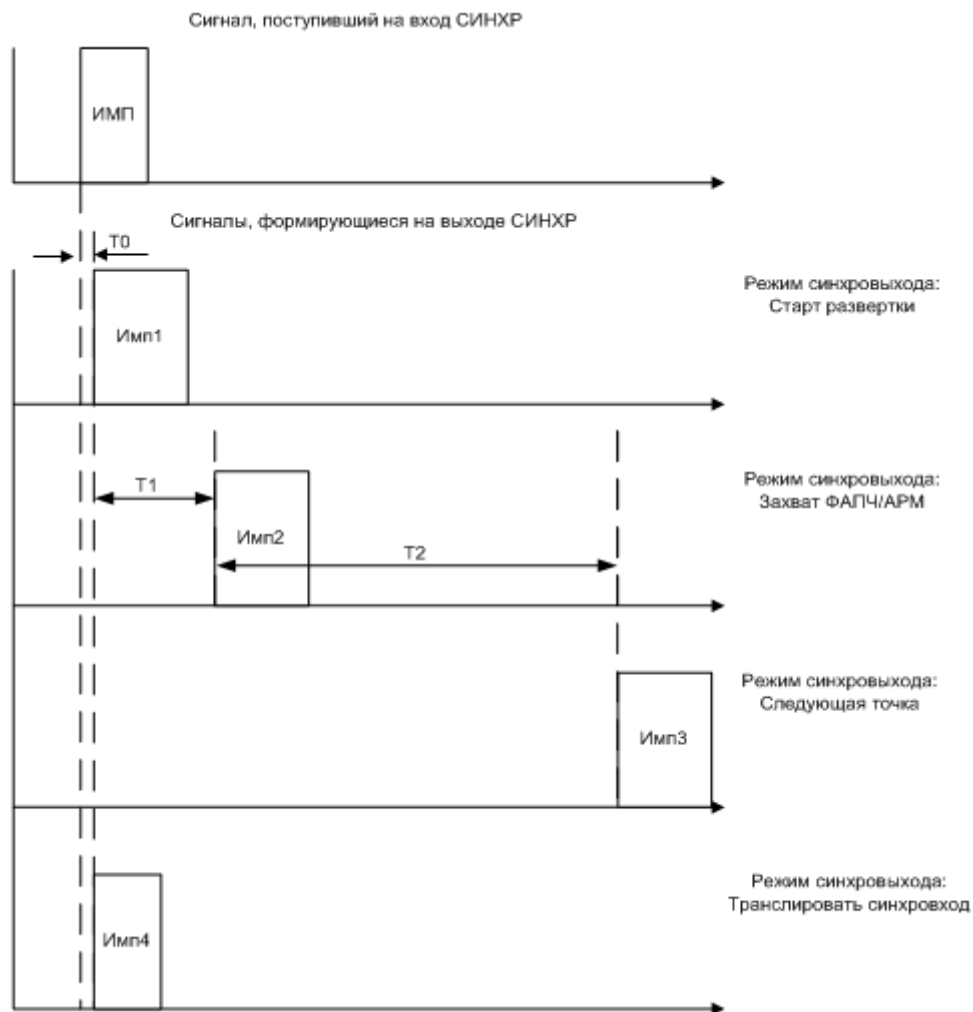 Сигнал, поступивший на вход СИНХР
ИМП
Сигналы, формирующиеся на выходе СИНХР
T0
Имп1
Режим синхровыхода:
Старт развертки
T1
Имп2
T2
Режим синхровыхода:
Захват ФАПЧ/АРМ
Имп3
Режим синхровыхода:
Следующая точка
Имп4
Режим синхровыхода:
Транслировать синхровход